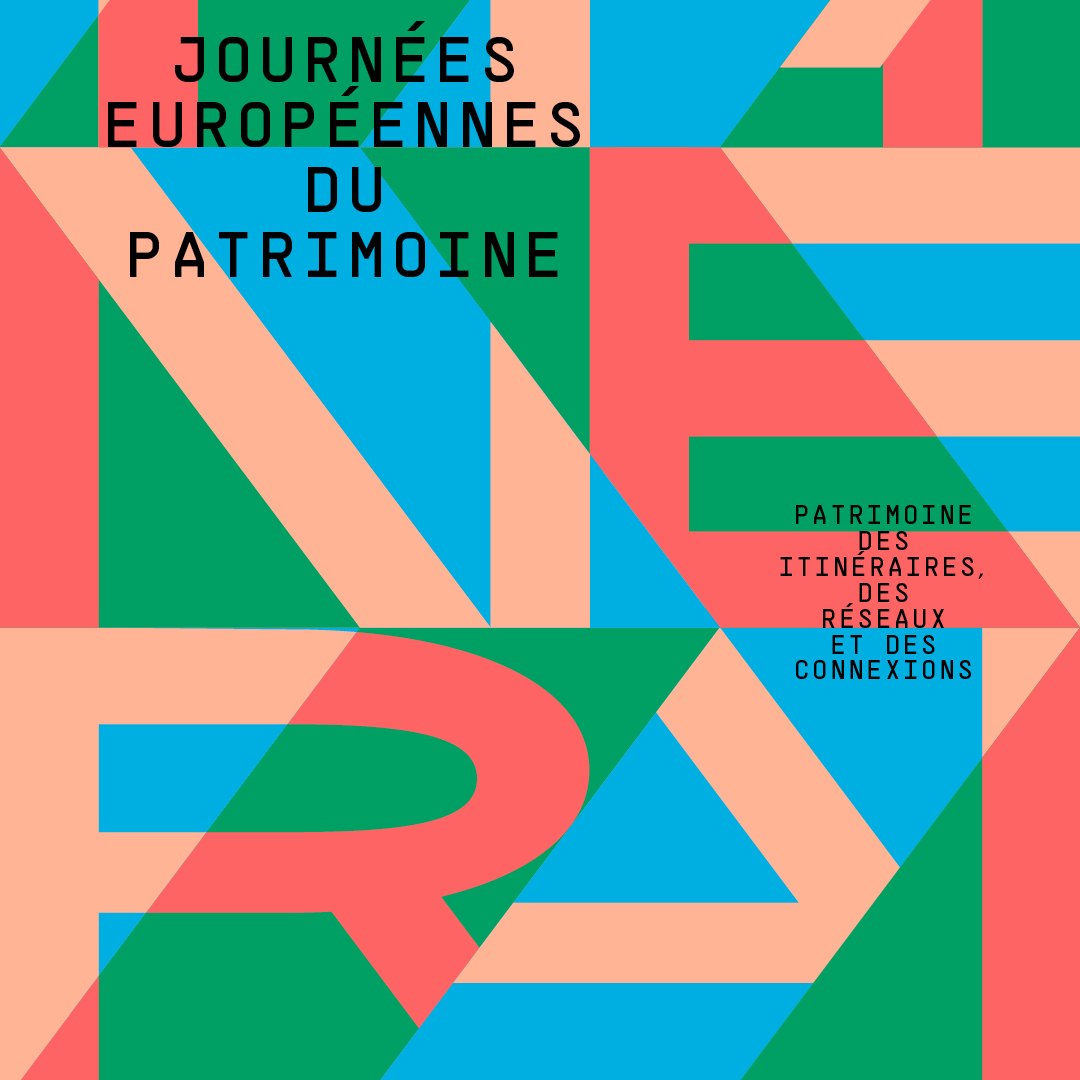 JOURNÉES
EUROPÉENNES
DU
PATRIMOINE
PATRIMOINE
DES
ITINÉRAIRES,
DES
RÉSEAUX
ET DES
CONNEXIONS